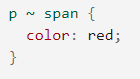 p ~ span {
  color: red;
}